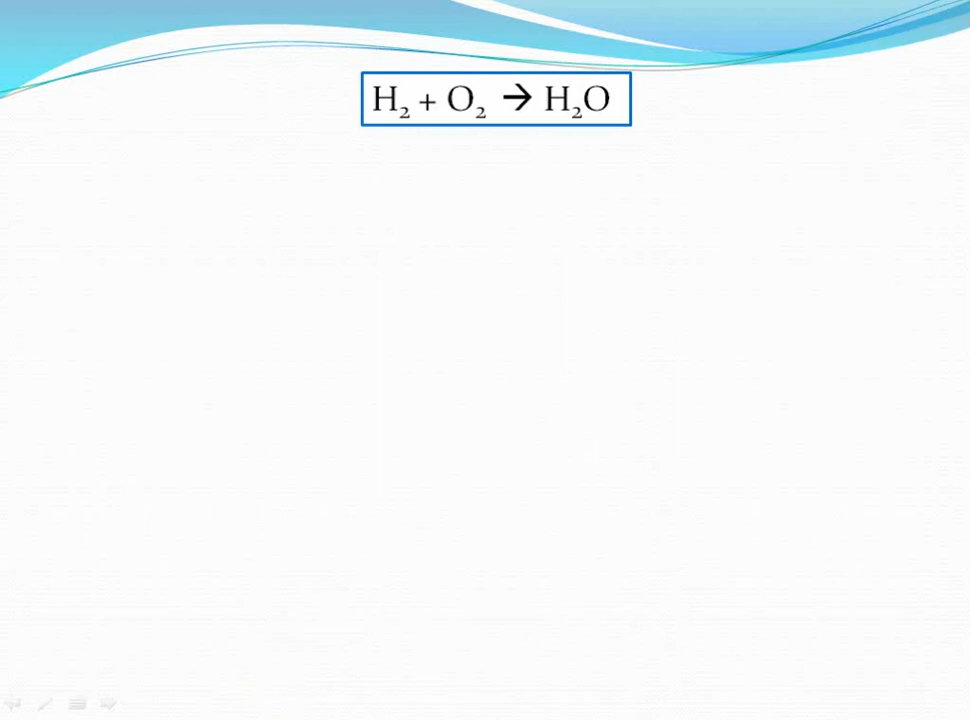 H₂ + O₂ → H₂O